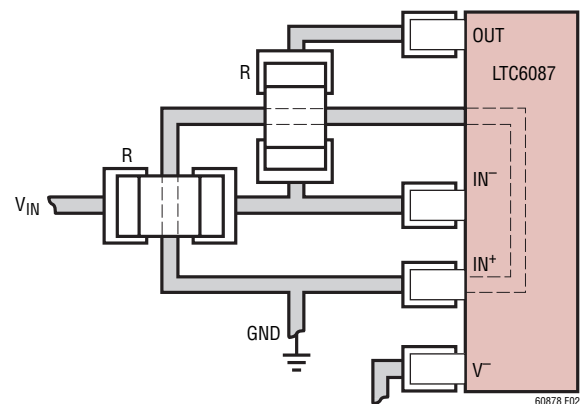 OUT
LTC6087
R
R
IN⁻
V_IN
IN⁺
GND
V⁻
60878 F02